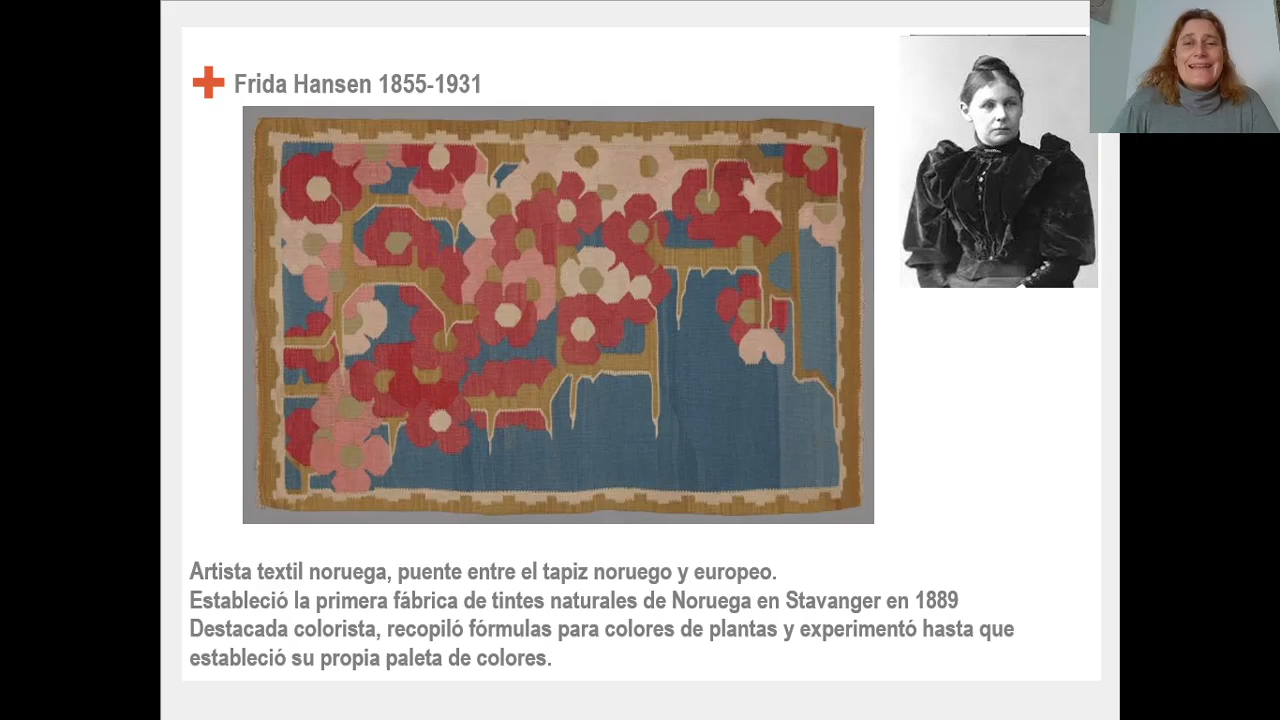 Frida Hansen 1855-1931
Artista textil noruega, puente entre el tapiz noruego y europeo.
Estableció la primera fábrica de tintes naturales de Noruega en Stavanger en 1889
Destacada colorista, recopiló fórmulas para colores de plantas y experimentó hasta que
estableció su propia paleta de colores.